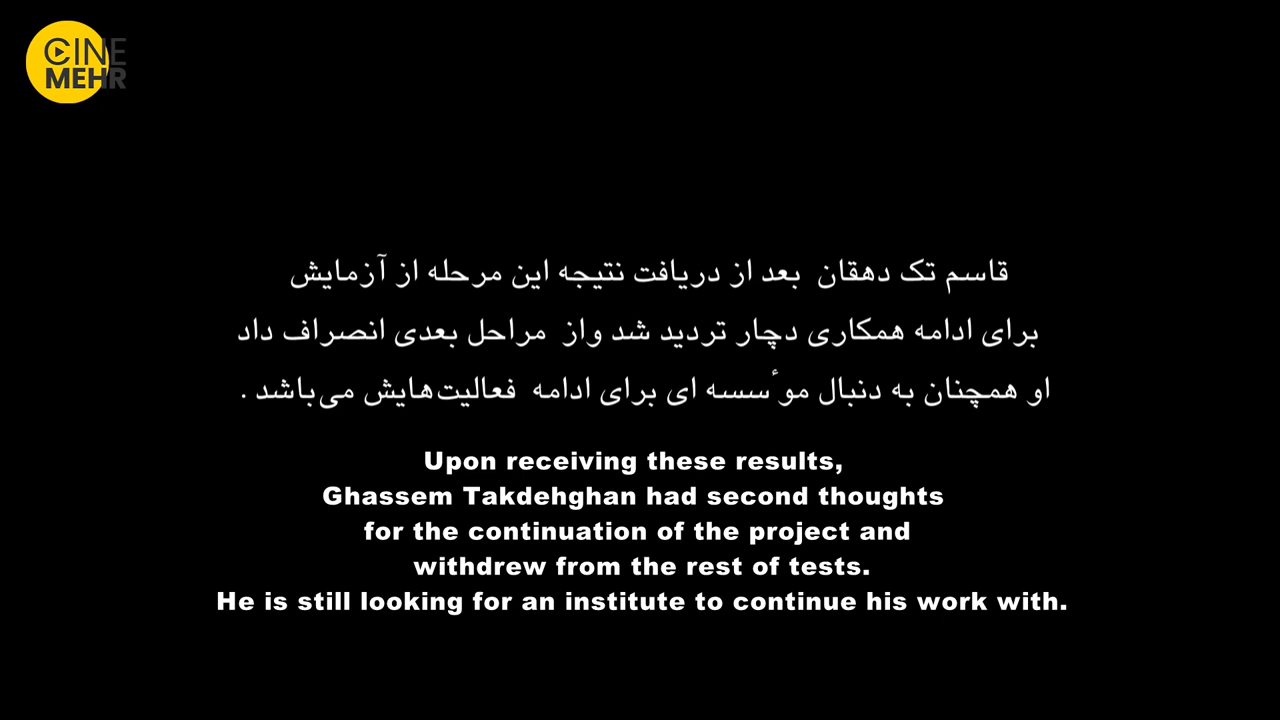 CINE
MEHR
قاسم تک دهقان بعد از دریافت نتیجه این مرحله از آزمایش
برای ادامه همکاری دچار تردید شد واز مراحل بعدی انصراف داد
او همچنان به دنبال موٴسسه ای برای ادامه فعالیت‌هایش می‌باشد .
Upon receiving these results,
Ghassem Takdehghan had second thoughts
for the continuation of the project and
withdrew from the rest of tests.
He is still looking for an institute to continue his work with.